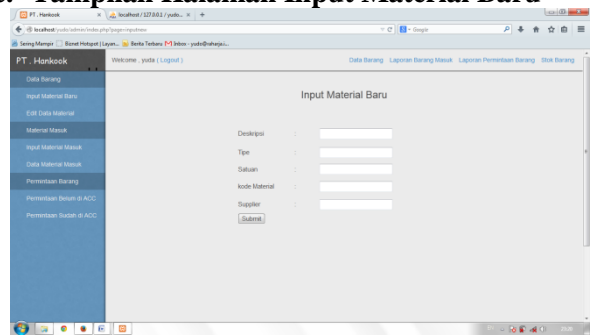 Tampilan Halaman Input Material Baru
PT . Hankook
localhost / 127.0.0.1 / yudo...
localhost/yudo/admin/index.php?page=inputnew
Google
Sering Mampir
Biznet Hotspot | Layan...
Berita Terbaru
Inbox - yudo@raharja.i...
PT . Hankook
Welcome , yuda ( Logout )
Data Barang Laporan Barang Masuk Laporan Permintaan Barang Stok Barang
Data Barang
Input Material Baru
Edit Data Material
Material Masuk
Input Material Masuk
Data Material Masuk
Permintaan Barang
Permintaan Belum di ACC
Permintaan Sudah di ACC
Input Material Baru
Deskripsi :
Tipe :
Satuan :
kode Material :
Supplier :
Submit